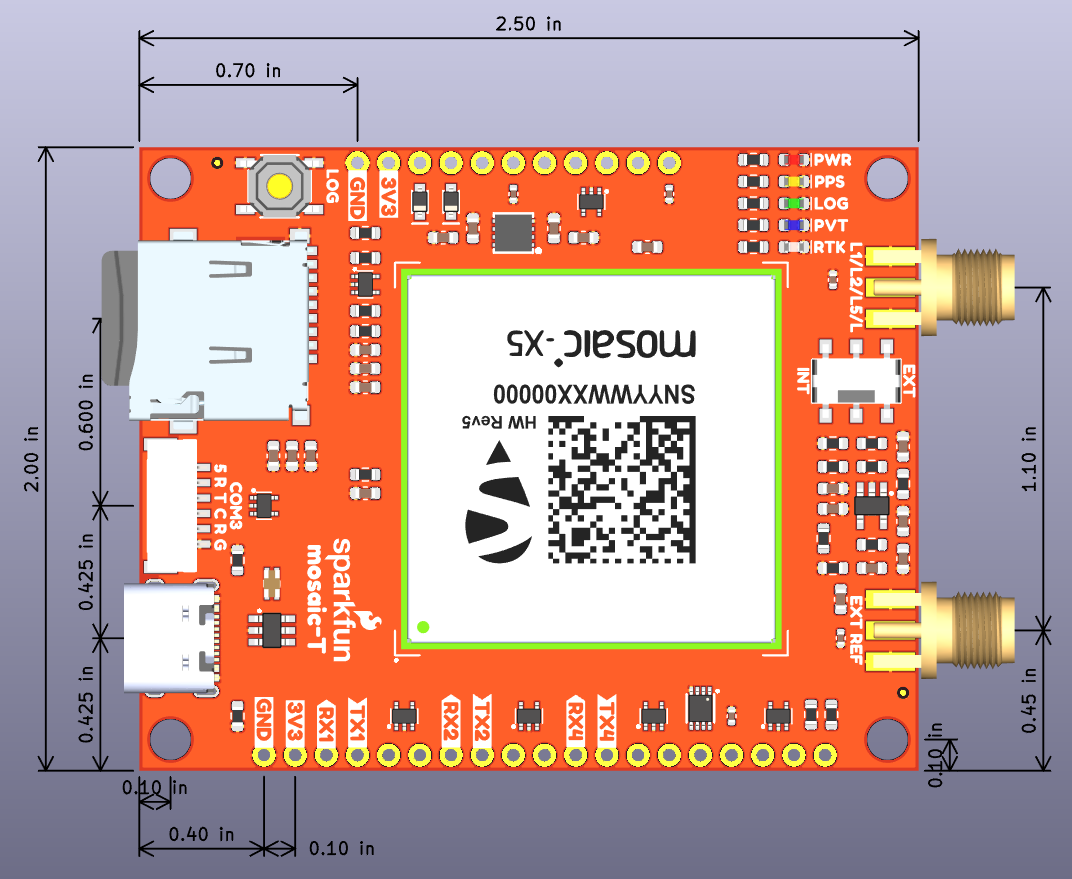 2.50 in
0.70 in
LOG
GND
3V3
PWR
PPS
LOG
PVT
RTK
L1/L2/L5/L
mosaic-X5
SNYYWWXX00000
HW Rev5
INT
EXT
2.00 in
0.600 in
0.425 in
0.425 in
5
R
T
C
R
G
COM3
sparkfun
mosaic-T
EXT REF
1.10 in
0.45 in
0.10 in
GND
3V3
RX1
TX1
RX2
TX2
RX4
TX4
0.10 in
0.40 in
0.10 in